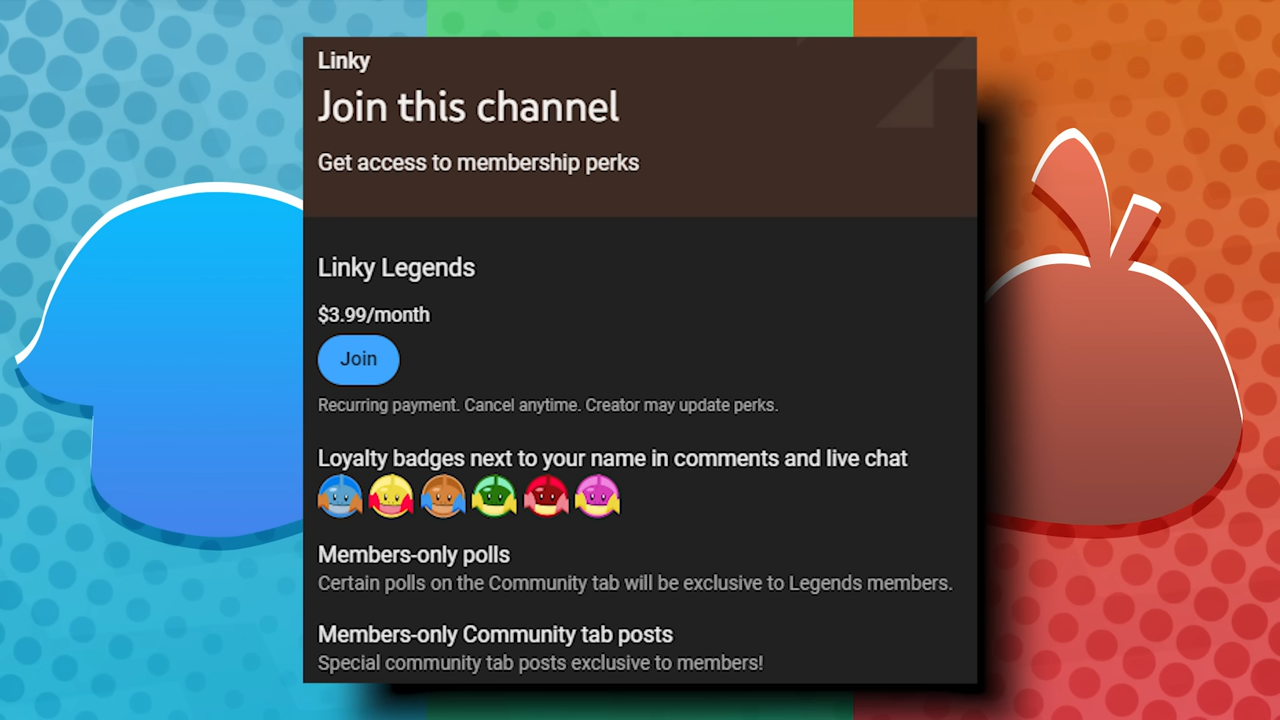 Linky
Join this channel
Get access to membership perks
Linky Legends
$3.99/month
Join
Recurring payment. Cancel anytime. Creator may update perks.
Loyalty badges next to your name in comments and live chat
Members-only polls
Certain polls on the Community tab will be exclusive to Legends members.
Members-only Community tab posts
Special community tab posts exclusive to members!